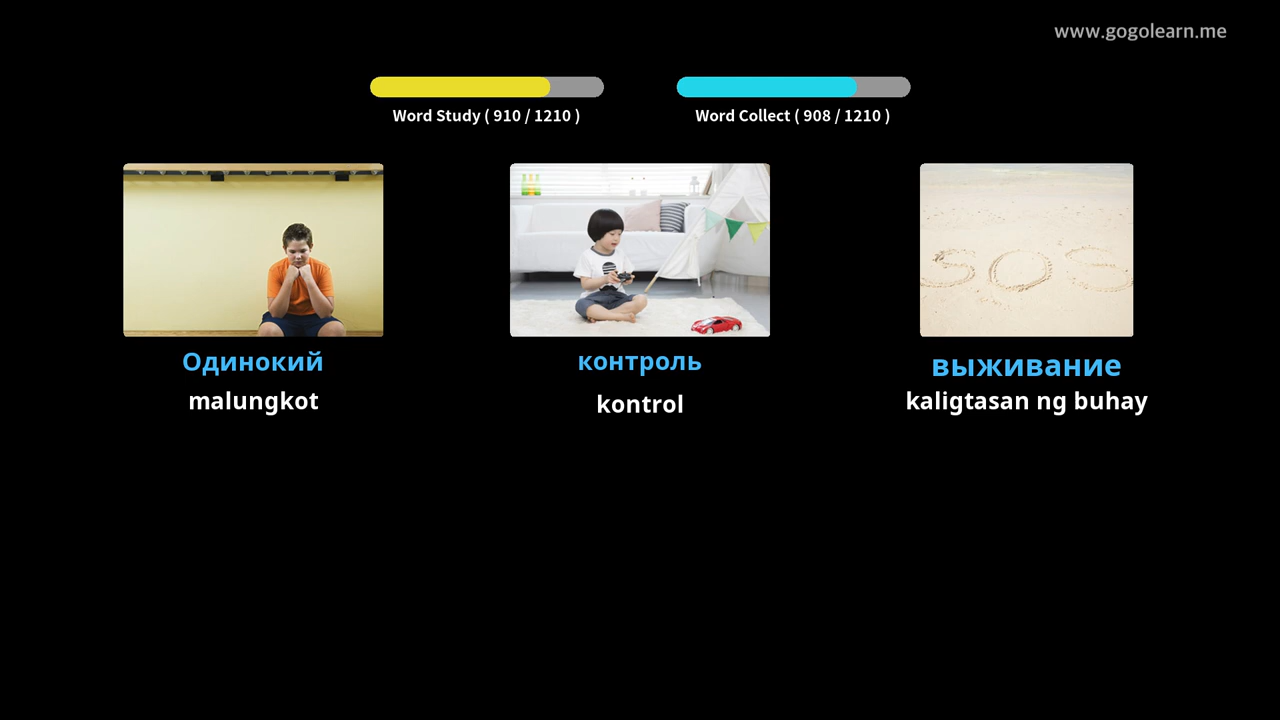 www.gogolearn.me
Word Study ( 910 / 1210 )
Word Collect ( 908 / 1210 )
SOS
Одинокий
контроль
выживание
malungkot
kontrol
kaligtasan ng buhay